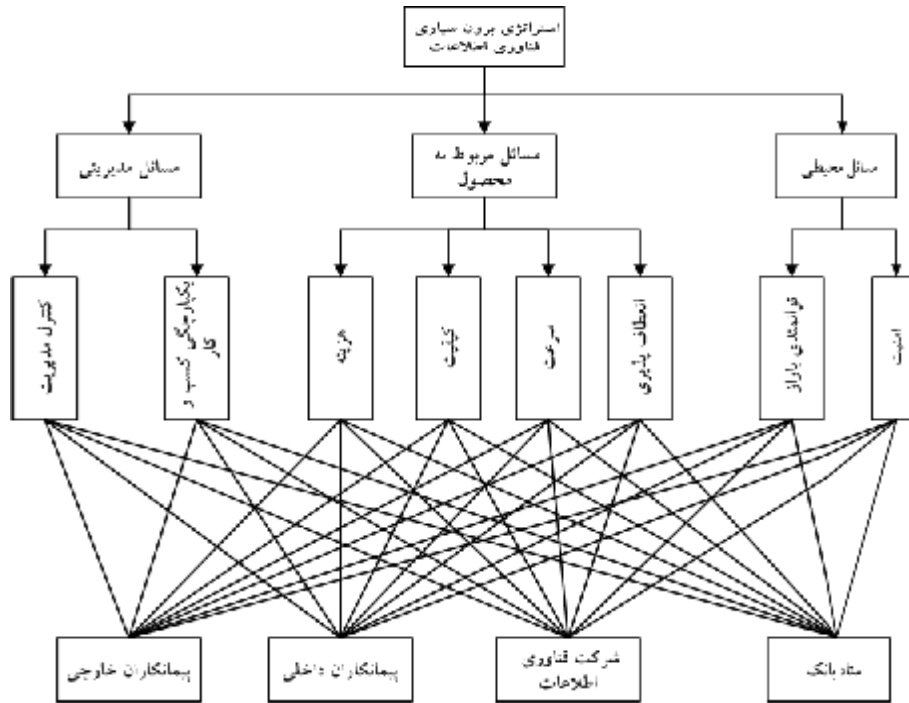 استراتژی برون سپاری
فناوری اطلاعات
مسائل محیطی
مسائل مربوط به
محصول
مسائل مدیریتی
امنیت
توانمندی بازار
انعطاف پذیری
سرعت
کیفیت
هزینه
یکپارچگی کسب و
کار
کنترل مدیریت
ستاد بانک
شرکت فناوری
اطلاعات
پیمانکاران داخلی
پیمانکاران خارجی